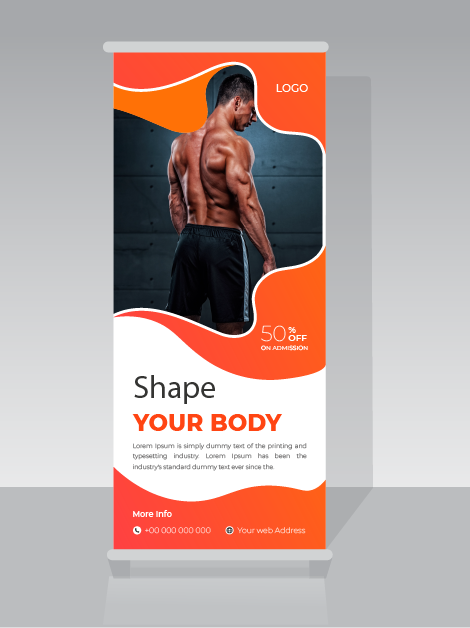 LOGO
50% OFF
ON ADMISSION
Shape
YOUR BODY
Lorem Ipsum is simply dummy text of the printing and
typesetting industry. Lorem Ipsum has been the
industry's standard dummy text ever since the
More Info
+00 000 000 000 Your web Address